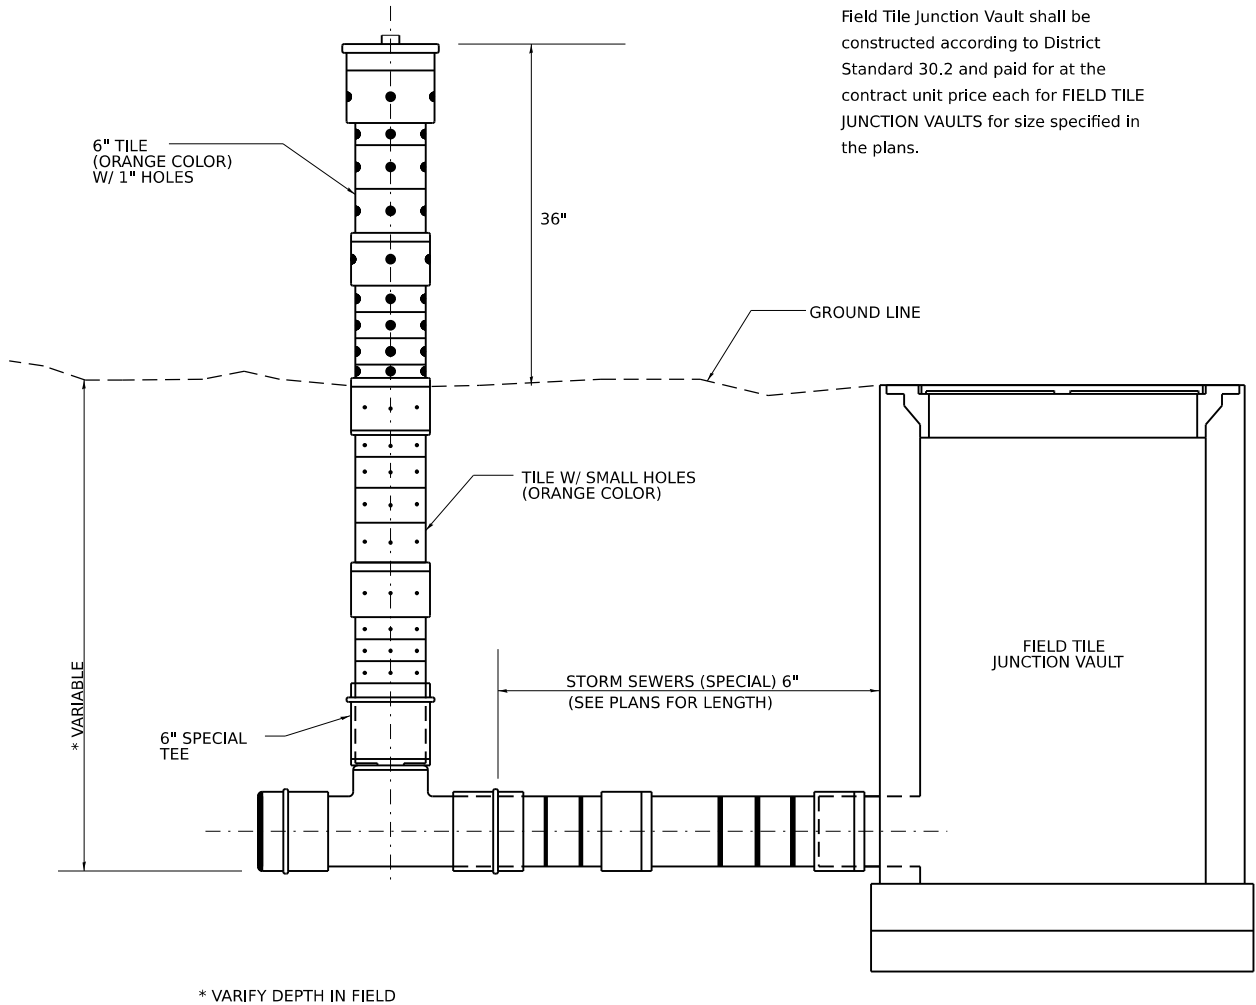 Field Tile Junction Vault shall be
constructed according to District
Standard 30.2 and paid for at the
contract unit price each for FIELD TILE
JUNCTION VAULTS for size specified in
the plans.
6" TILE
(ORANGE COLOR)
W/ 1" HOLES
36"
GROUND LINE
TILE W/ SMALL HOLES
(ORANGE COLOR)
FIELD TILE
JUNCTION VAULT
STORM SEWERS (SPECIAL) 6"
(SEE PLANS FOR LENGTH)
* VARIABLE
6" SPECIAL
TEE
* VARIFY DEPTH IN FIELD